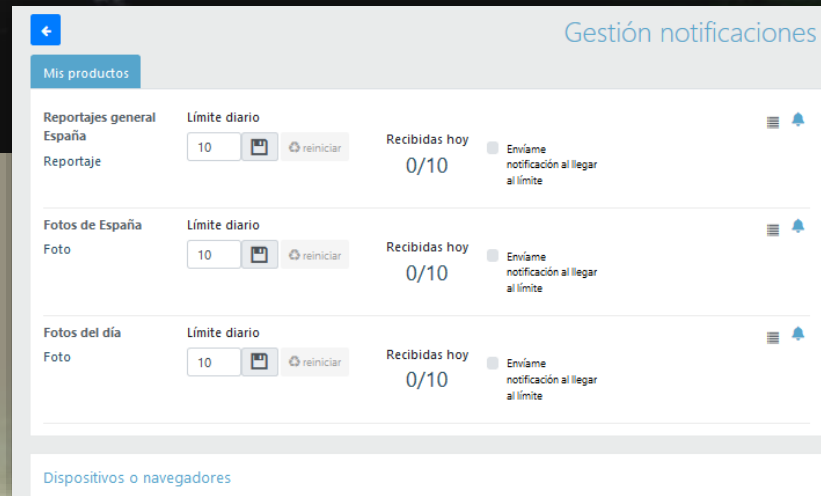 Gestión notificaciones
Mis productos
Reportajes general
España
Reportaje
Límite diario
10
reiniciar
Recibidas hoy
0/10
Envíame
notificación al llegar
al límite
Fotos de España
Foto
Límite diario
10
reiniciar
Recibidas hoy
0/10
Envíame
notificación al llegar
al límite
Fotos del día
Foto
Límite diario
10
reiniciar
Recibidas hoy
0/10
Envíame
notificación al llegar
al límite
Dispositivos o navegadores